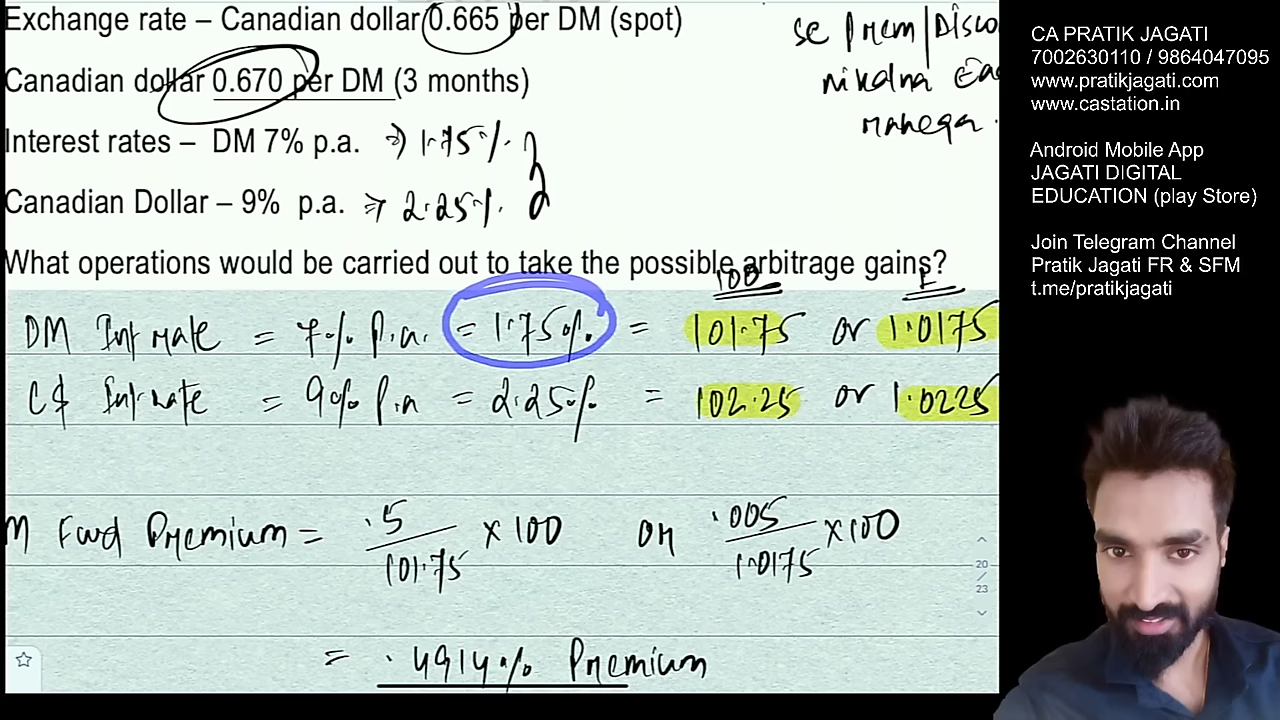 Exchange rate – Canadian dollar 0.665 per DM (spot)
Canadian dollar 0.670 per DM (3 months)
Interest rates – DM 7% p.a. ⇒ 1.75%.
Canadian Dollar – 9% p.a. ⇒ 2.25%.
What operations would be carried out to take the possible arbitrage gains?
se Prem/Disco
nikalna
manega.
100
1
DM Int rate = 7% P.a. = 1.75% = 101.75 or 1.0175
C$ Int rate = 9% P.a = 2.25% = 102.25 or 1.0225
M Fwd Premium = .5 / 101.75 × 100 or .005 / 1.0175 × 100
= .4914% Premium
20
/
23
CA PRATIK JAGATI
7002630110 / 9864047095
www.pratikjagati.com
www.castation.in
Android Mobile App
JAGATI DIGITAL
EDUCATION (play Store)
Join Telegram Channel
Pratik Jagati FR & SFM
t.me/pratikjagati